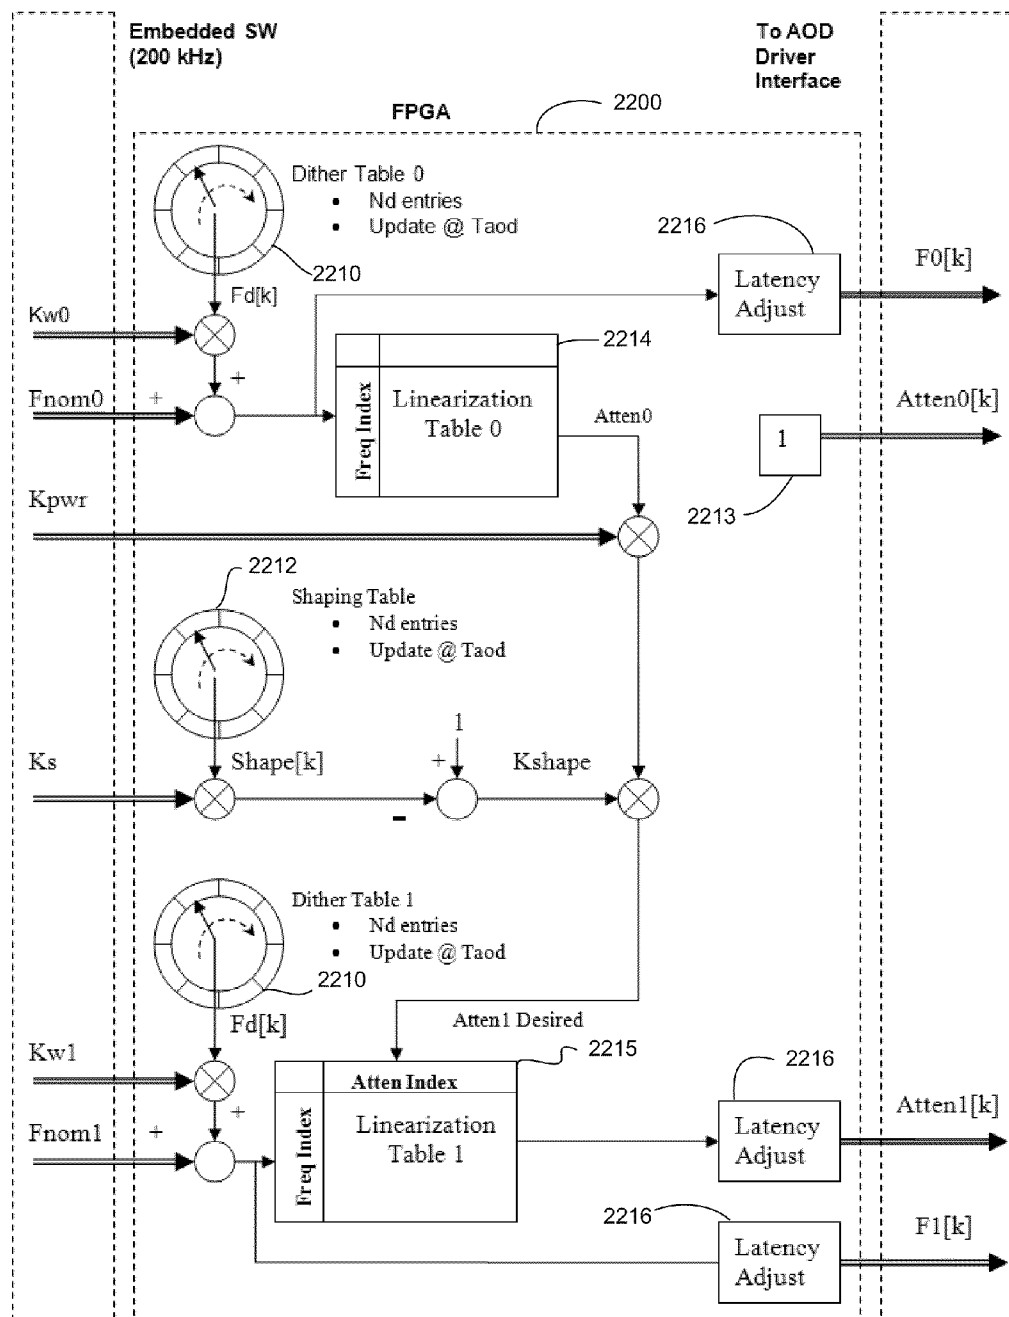 Embedded SW
(200 kHz)
To AOD
Driver
Interface
FPGA
2200
Dither Table 0
• Nd entries
• Update @ Taod
2210
2216
Latency
Adjust
F0[k]
Fd[k]
Kw0
+
Fnom0
+
2214
Freq Index
Linearization
Table 0
Atten0
Atten0[k]
1
2213
Kpwr
2212
Shaping Table
• Nd entries
• Update @ Taod
1
+
Ks
Shape[k]
Kshape
-
Dither Table 1
• Nd entries
• Update @ Taod
2210
Fd[k]
Atten1 Desired
Kw1
+
Fnom1
+
2215
Atten Index
Freq Index
Linearization
Table 1
2216
Latency
Adjust
Atten1[k]
2216
Latency
Adjust
F1[k]